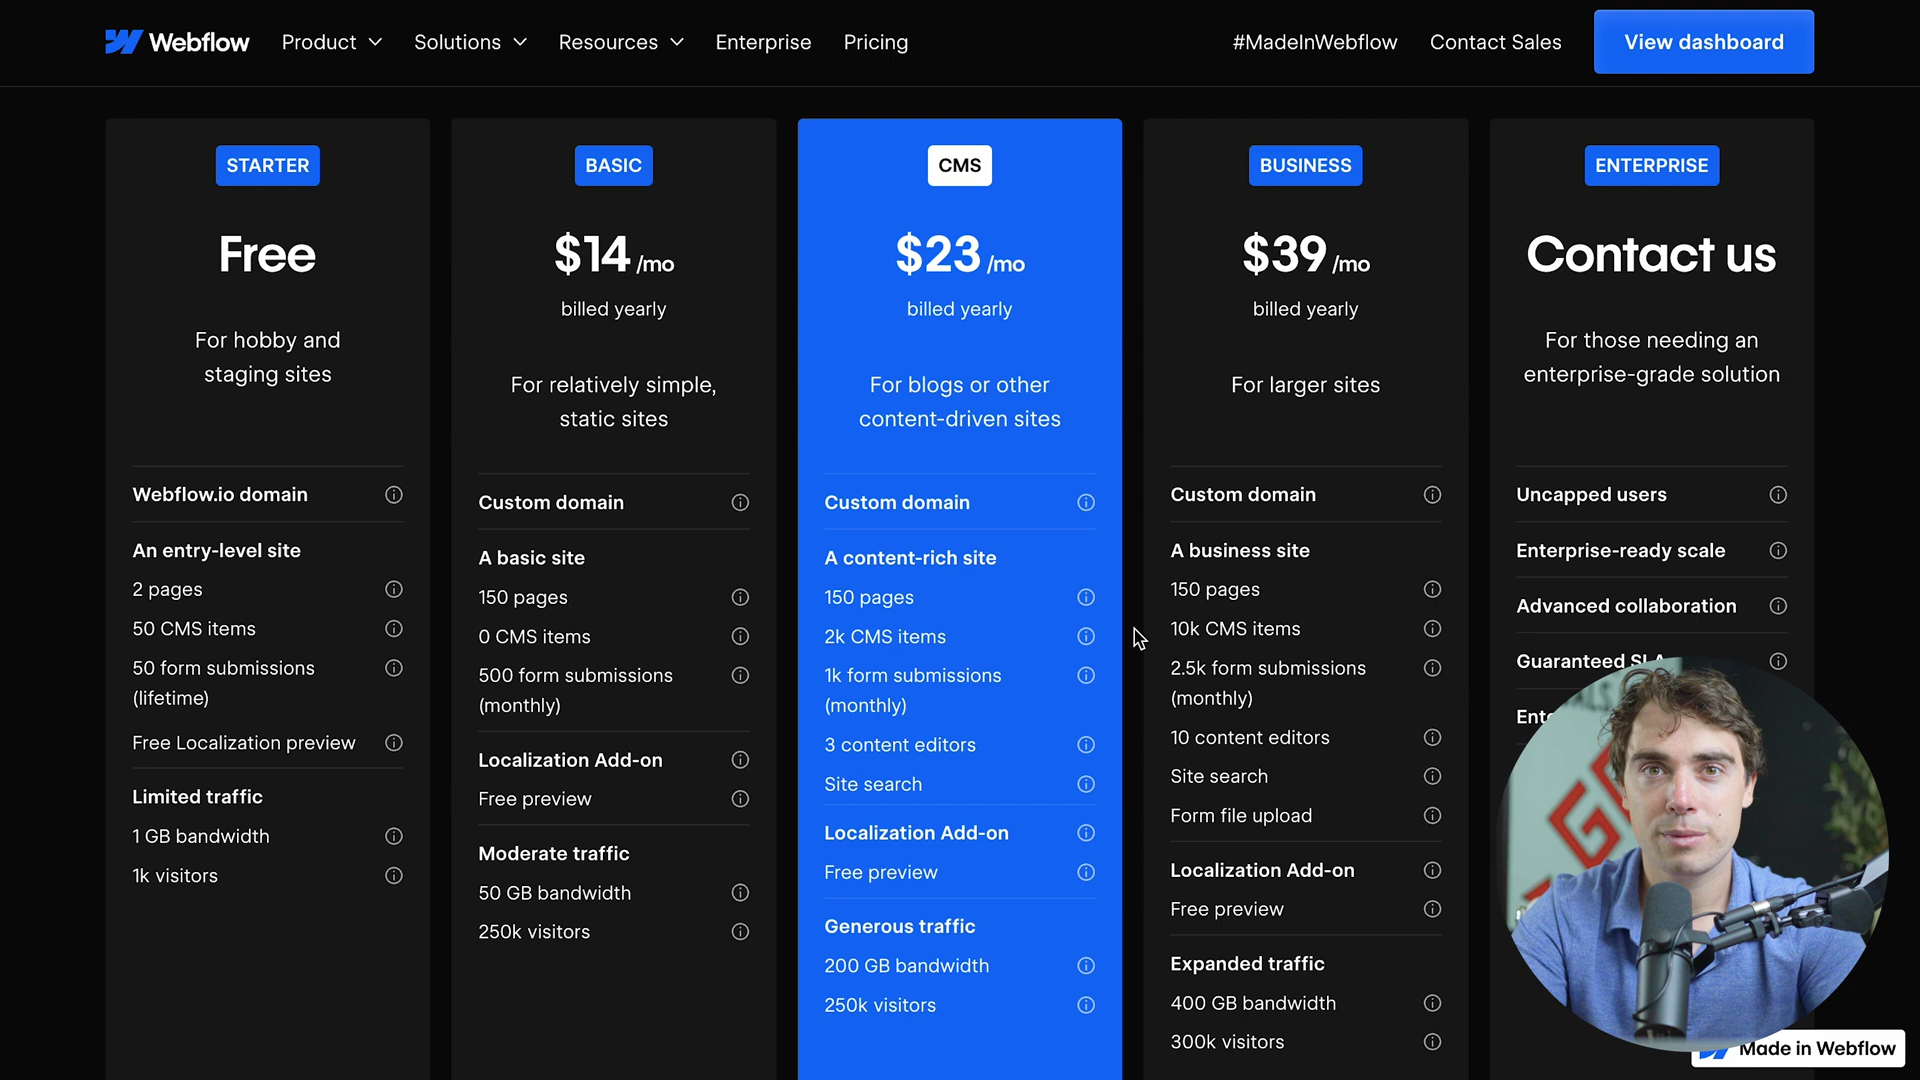 Webflow
Product
Solutions
Resources
Enterprise
Pricing
#MadeInWebflow
Contact Sales
View dashboard
STARTER
Free
For hobby and
staging sites
Webflow.io domain
An entry-level site
2 pages
50 CMS items
50 form submissions
(lifetime)
Free Localization preview
Limited traffic
1 GB bandwidth
1k visitors
BASIC
$14 /mo
billed yearly
For relatively simple,
static sites
Custom domain
A basic site
150 pages
0 CMS items
500 form submissions
(monthly)
Localization Add-on
Free preview
Moderate traffic
50 GB bandwidth
250k visitors
CMS
$23 /mo
billed yearly
For blogs or other
content-driven sites
Custom domain
A content-rich site
150 pages
2k CMS items
1k form submissions
(monthly)
3 content editors
Site search
Localization Add-on
Free preview
Generous traffic
200 GB bandwidth
250k visitors
BUSINESS
$39 /mo
billed yearly
For larger sites
Custom domain
A business site
150 pages
10k CMS items
2.5k form submissions
(monthly)
10 content editors
Site search
Form file upload
Localization Add-on
Free preview
Expanded traffic
400 GB bandwidth
300k visitors
ENTERPRISE
Contact us
For those needing an
enterprise-grade solution
Uncapped users
Enterprise-ready scale
Advanced collaboration
Guaranteed SLA
Made in Webflow